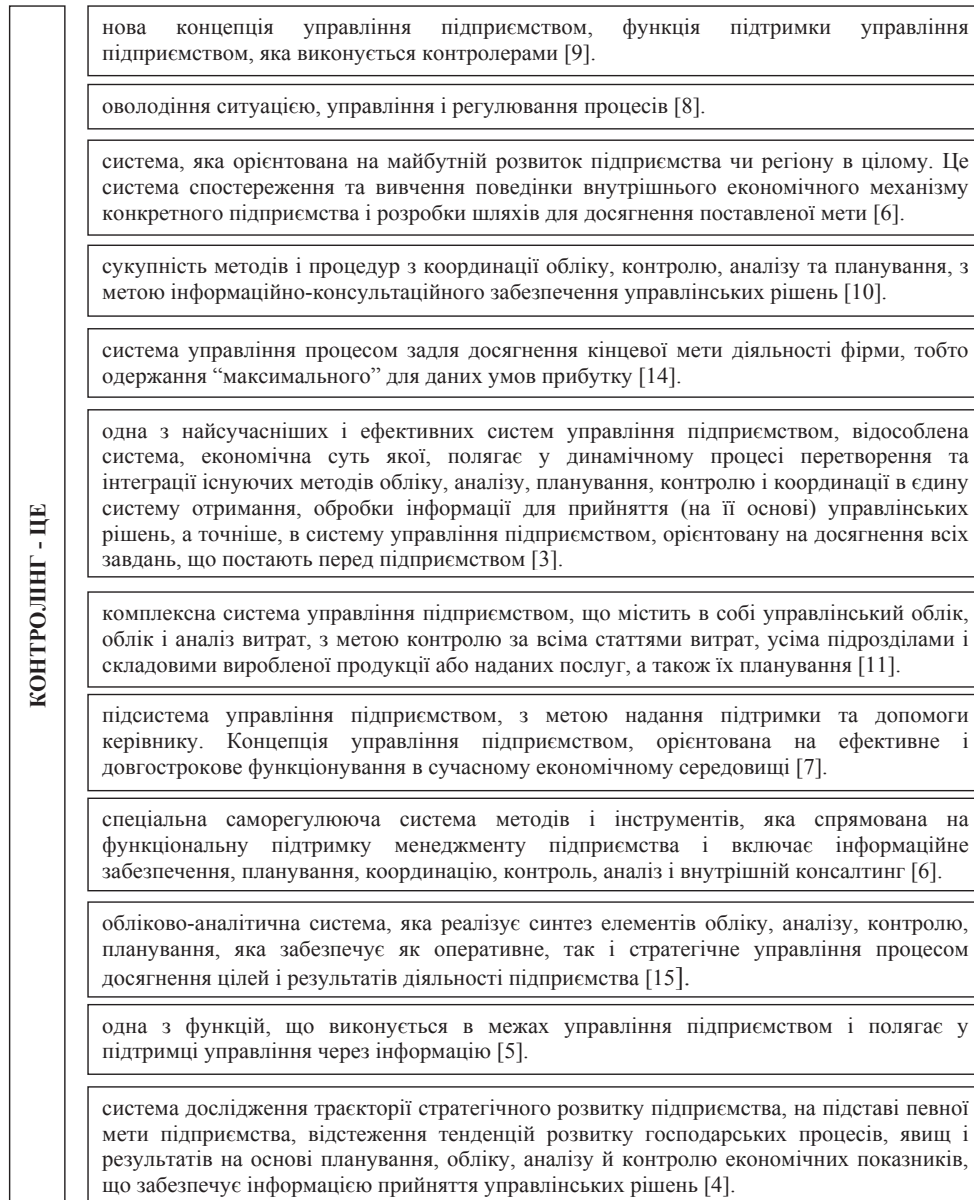 КОНТРОЛІНГ - ЦЕ
нова концепція управління підприємством, функція підтримки управління
підприємством, яка виконується контролерами [9].
оволодіння ситуацією, управління і регулювання процесів [8].
система, яка орієнтована на майбутній розвиток підприємства чи регіону в цілому. Це
система спостереження та вивчення поведінки внутрішнього економічного механізму
конкретного підприємства і розробки шляхів для досягнення поставленої мети [6].
сукупність методів і процедур з координації обліку, контролю, аналізу та планування, з
метою інформаційно-консультаційного забезпечення управлінських рішень [10].
система управління процесом задля досягнення кінцевої мети діяльності фірми, тобто
одержання “максимального” для даних умов прибутку [14].
одна з найсучасніших і ефективних систем управління підприємством, відособлена
система, економічна суть якої, полягає у динамічному процесі перетворення та
інтеграції існуючих методів обліку, аналізу, планування, контролю і координації в єдину
систему отримання, обробки інформації для прийняття (на її основі) управлінських
рішень, а точніше, в систему управління підприємством, орієнтовану на досягнення всіх
завдань, що постають перед підприємством [3].
комплексна система управління підприємством, що містить в собі управлінський облік,
облік і аналіз витрат, з метою контролю за всіма статтями витрат, усіма підрозділами і
складовими виробленої продукції або наданих послуг, а також їх планування [11].
підсистема управління підприємством, з метою надання підтримки та допомоги
керівнику. Концепція управління підприємством, орієнтована на ефективне і
довгострокове функціонування в сучасному економічному середовищі [7].
спеціальна саморегулююча система методів і інструментів, яка спрямована на
функціональну підтримку менеджменту підприємства і включає інформаційне
забезпечення, планування, координацію, контроль, аналіз і внутрішній консалтинг [6].
обліково-аналітична система, яка реалізує синтез елементів обліку, аналізу, контролю,
планування, яка забезпечує як оперативне, так і стратегічне управління процесом
досягнення цілей і результатів діяльності підприємства [15].
одна з функцій, що виконується в межах управління підприємством і полягає у
підтримці управління через інформацію [5].
система дослідження траєкторії стратегічного розвитку підприємства, на підставі певної
мети підприємства, відстеження тенденцій розвитку господарських процесів, явищ і
результатів на основі планування, обліку, аналізу й контролю економічних показників,
що забезпечує інформацією прийняття управлінських рішень [4].